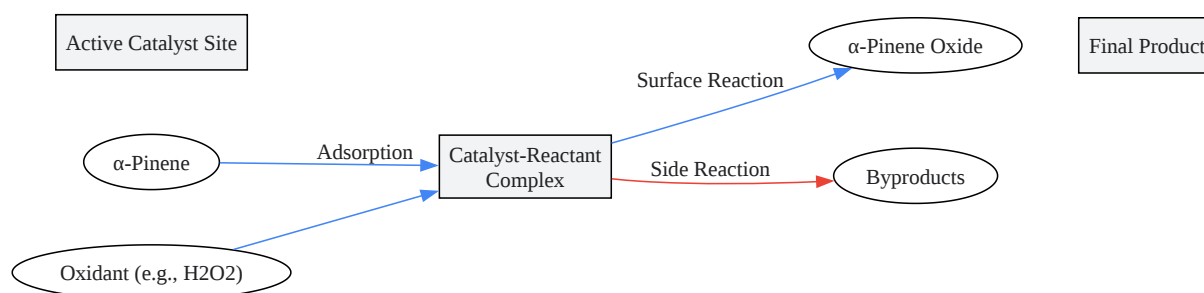 Active Catalyst Site
α-Pinene
Oxidant (e.g., H2O2)
Adsorption
Catalyst-Reactant
Complex
Surface Reaction
Side Reaction
α-Pinene Oxide
Byproducts
Final Product